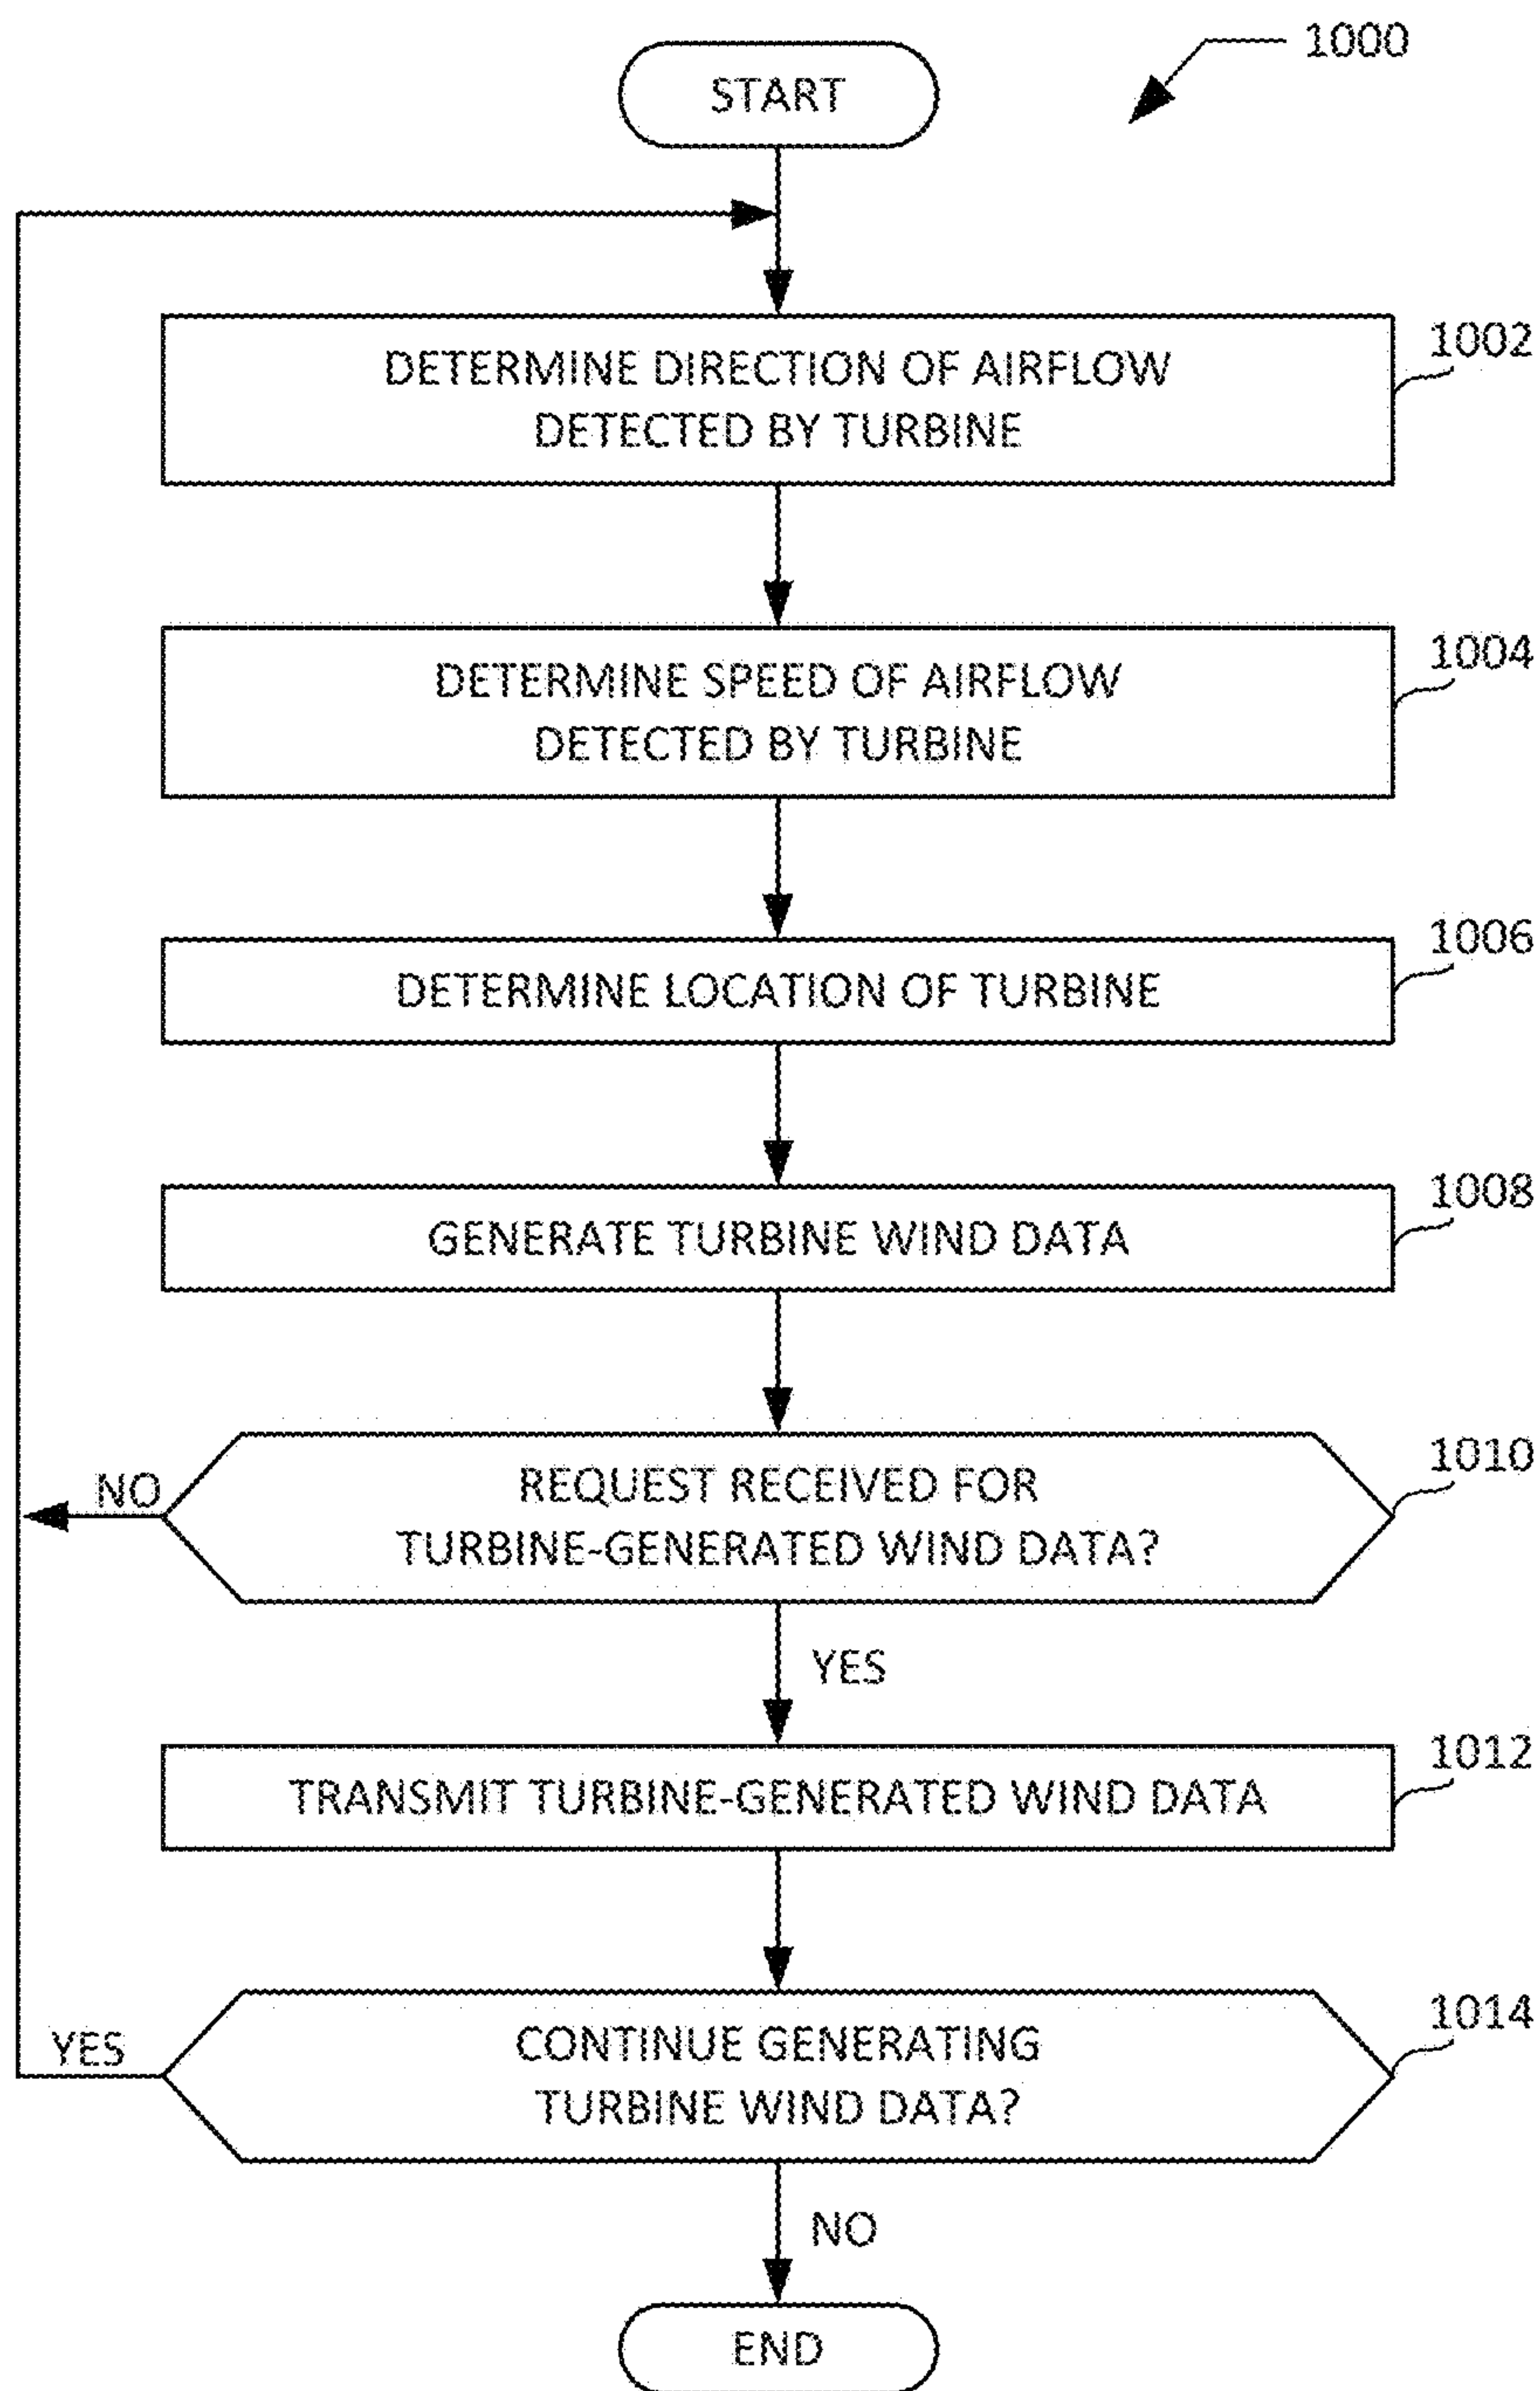 1000
START
DETERMINE DIRECTION OF AIRFLOW
DETECTED BY TURBINE
1002
DETERMINE SPEED OF AIRFLOW
DETECTED BY TURBINE
1004
DETERMINE LOCATION OF TURBINE
1006
GENERATE TURBINE WIND DATA
1008
REQUEST RECEIVED FOR
TURBINE-GENERATED WIND DATA?
1010
NO
YES
TRANSMIT TURBINE-GENERATED WIND DATA
1012
CONTINUE GENERATING
TURBINE WIND DATA?
1014
YES
NO
END